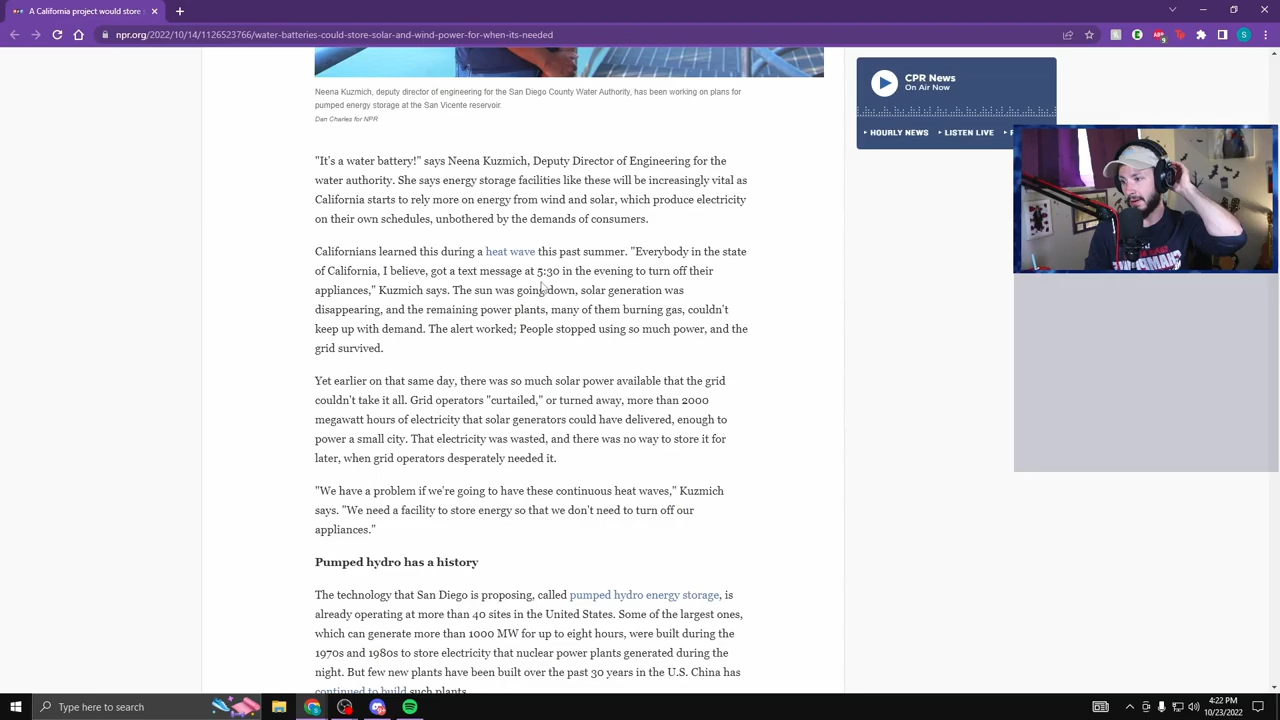 A California project would store
npr.org/2022/10/14/1126523766/water-batteries-could-store-solar-and-wind-power-for-when-its-needed
S
Neena Kuzmich, deputy director of engineering for the San Diego County Water Authority, has been working on plans for
pumped energy storage at the San Vicente reservoir.
Dan Charles for NPR
CPR News
On Air Now
HOURLY NEWS
LISTEN LIVE
"It's a water battery!" says Neena Kuzmich, Deputy Director of Engineering for the
water authority. She says energy storage facilities like these will be increasingly vital as
California starts to rely more on energy from wind and solar, which produce electricity
on their own schedules, unbothered by the demands of consumers.
Californians learned this during a heat wave this past summer. "Everybody in the state
of California, I believe, got a text message at 5:30 in the evening to turn off their
appliances," Kuzmich says. The sun was going down, solar generation was
disappearing, and the remaining power plants, many of them burning gas, couldn't
keep up with demand. The alert worked; People stopped using so much power, and the
grid survived.
Yet earlier on that same day, there was so much solar power available that the grid
couldn't take it all. Grid operators "curtailed," or turned away, more than 2000
megawatt hours of electricity that solar generators could have delivered, enough to
power a small city. That electricity was wasted, and there was no way to store it for
later, when grid operators desperately needed it.
"We have a problem if we're going to have these continuous heat waves," Kuzmich
says. "We need a facility to store energy so that we don't need to turn off our
appliances."
Pumped hydro has a history
The technology that San Diego is proposing, called pumped hydro energy storage, is
already operating at more than 40 sites in the United States. Some of the largest ones,
which can generate more than 1000 MW for up to eight hours, were built during the
1970s and 1980s to store electricity that nuclear power plants generated during the
night. But few new plants have been built over the past 30 years in the U.S. China has
continued to build such plants.
Type here to search
4:22 PM
10/23/2022